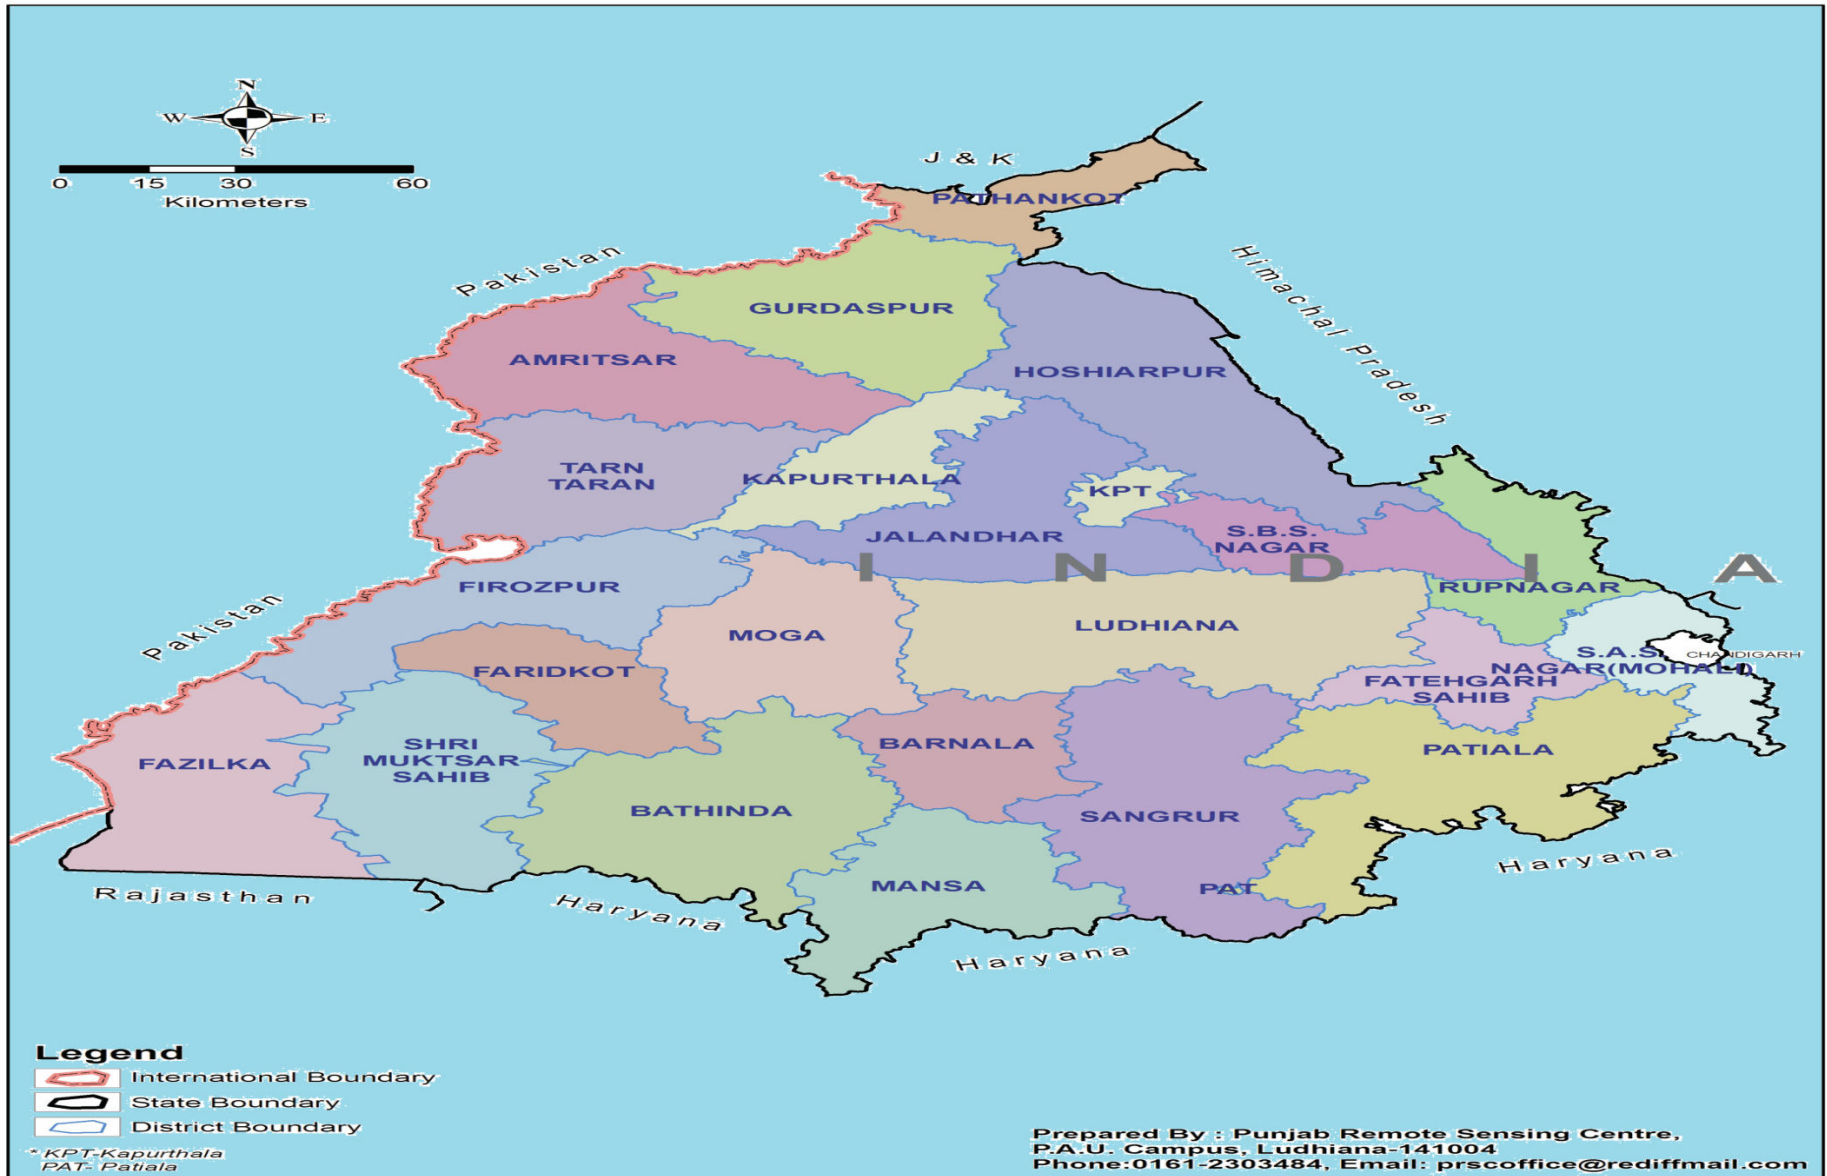 N
W E
S
0 15 30 60
Kilometers
J & K
PATHANKOT
Pakistan
Himachal Pradesh
GURDASPUR
AMRITSAR
HOSHIARPUR
TARN
TARAN
KAPURTHALA
KPT
JALANDHAR
S.B.S.
NAGAR
I N D I A
FIROZPUR
RUPNAGAR
Pakistan
MOGA
LUDHIANA
FARIDKOT
S.A.S.
NAGAR(MOHALI)
CHANDIGARH
FATEHGARH
SAHIB
SHRI
MUKTSAR
SAHIB
FAZILKA
BARNALA
PATIALA
BATHINDA
SANGRUR
MANSA
PAT
Rajasthan
Haryana
Haryana
Haryana
Legend
International Boundary
State Boundary
District Boundary
* KPT-Kapurthala
PAT- Patiala
Prepared By : Punjab Remote Sensing Centre,
P.A.U. Campus, Ludhiana-141004
Phone:0161-2303484, Email: prscoffice@rediffmail.com